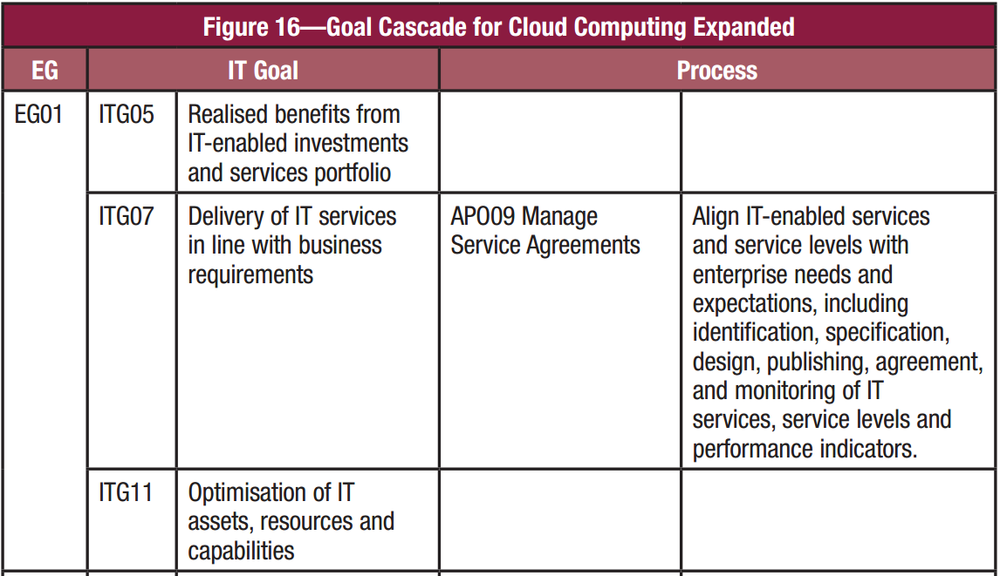 Figure 16—Goal Cascade for Cloud Computing Expanded
EG
IT Goal
Process
EG01
ITG05
Realised benefits from
IT-enabled investments
and services portfolio
ITG07
Delivery of IT services
in line with business
requirements
APO09 Manage
Service Agreements
Align IT-enabled services
and service levels with
enterprise needs and
expectations, including
identification, specification,
design, publishing, agreement,
and monitoring of IT
services, service levels and
performance indicators.
ITG11
Optimisation of IT
assets, resources and
capabilities